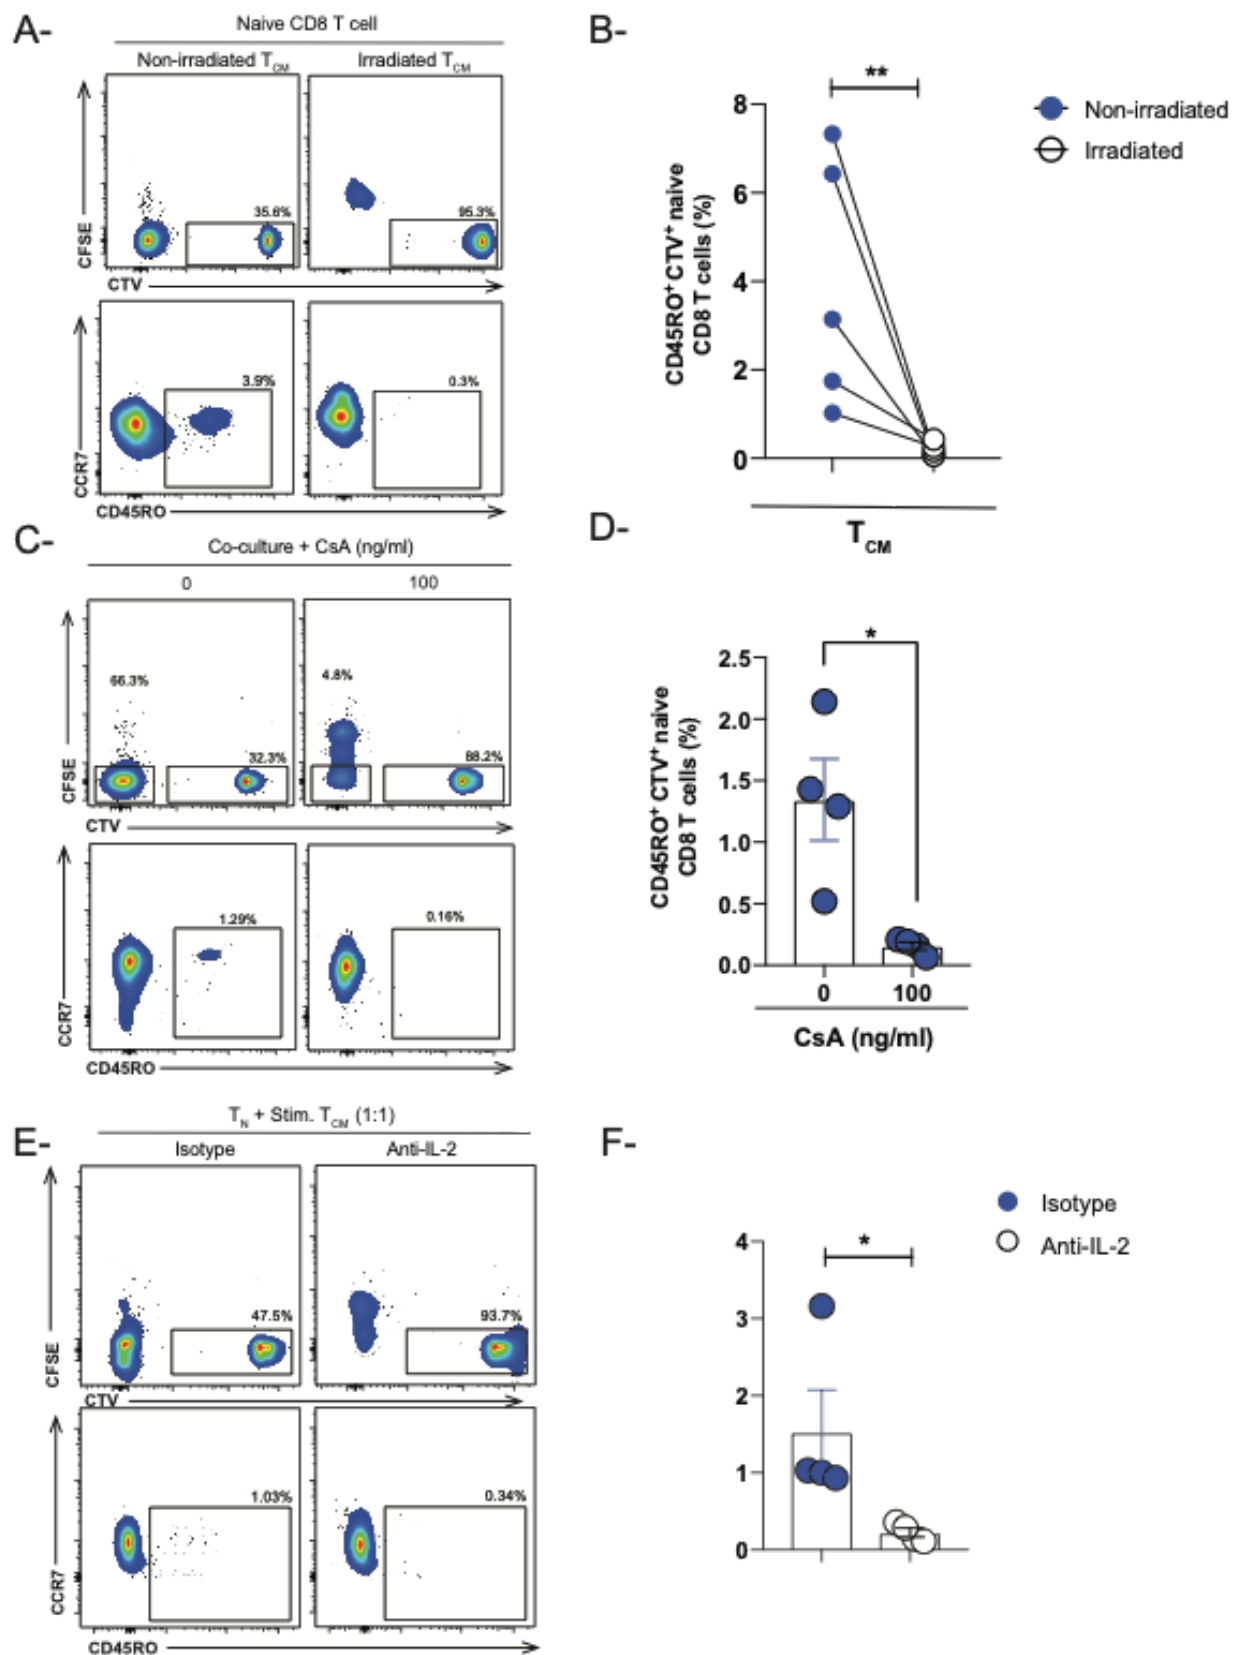 A-
Naive CD8 T cell
Non-irradiated TCM
Irradiated TCM
35.6%
95.3%
CFSE
CTV
3.9%
0.3%
CCR7
CD45RO
B-
**
Non-irradiated
Irradiated
8
6
4
2
0
CD45RO+ CTV+ naive
CD8 T cells (%)
TCM
C-
Co-culture + CsA (ng/ml)
0
100
66.3%
4.8%
32.3%
88.2%
CFSE
CTV
1.29%
0.16%
CCR7
CD45RO
D-
*
2.5
2.0
1.5
1.0
0.5
0.0
CD45RO+ CTV+ naive
CD8 T cells (%)
0
100
CsA (ng/ml)
E-
TN + Stim. TCM (1:1)
Isotype
Anti-IL-2
47.5%
93.7%
CFSE
CTV
1.03%
0.34%
CCR7
CD45RO
F-
Isotype
Anti-IL-2
*
4
3
2
1
0